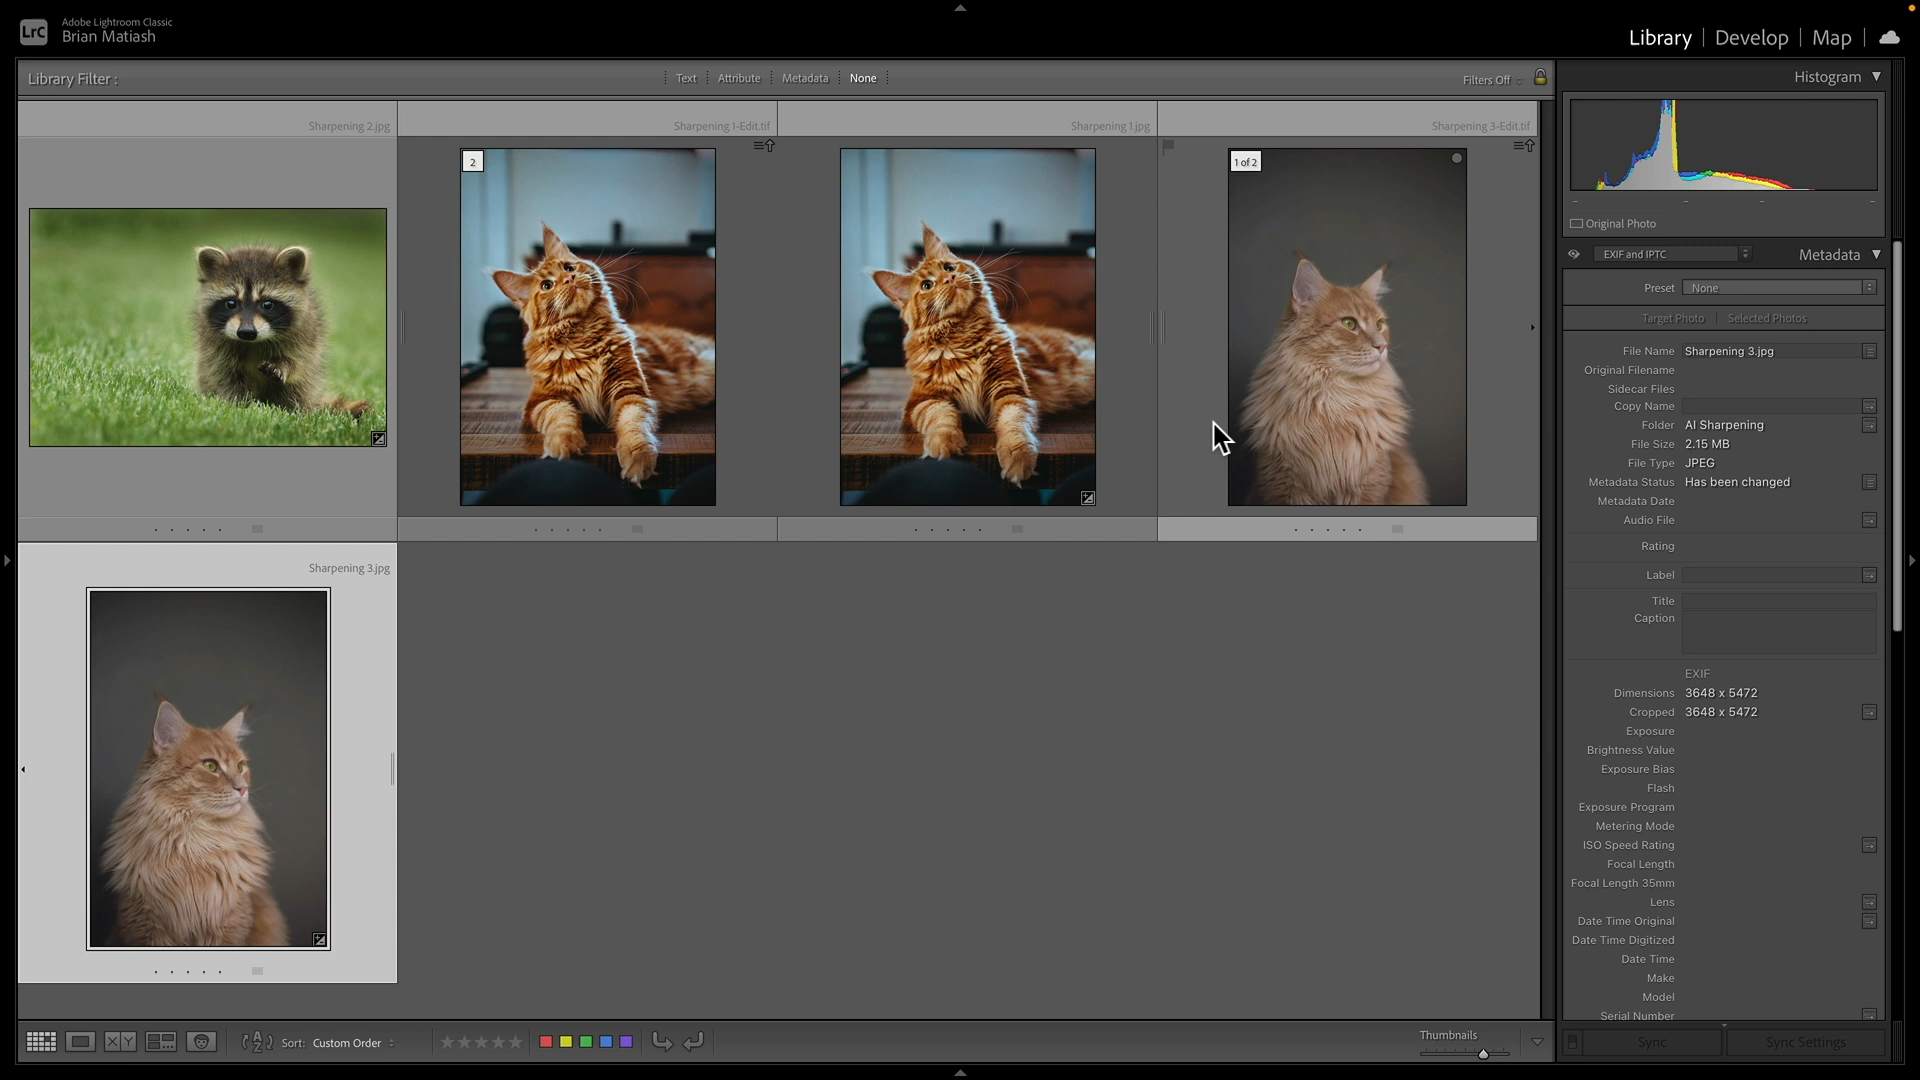 LrC
Adobe Lightroom Classic
Brian Matiash
Library
Develop
Map
Library Filter :
Text
Attribute
Metadata
None
Filters Off
Histogram
Sharpening 2.jpg
Sharpening 1-Edit.tif
Sharpening 1.jpg
Sharpening 3-Edit.tif
2
1 of 2
Original Photo
EXIF and IPTC
Metadata
Preset None
Target Photo
Selected Photos
File Name Sharpening 3.jpg
Original Filename
Sidecar Files
Copy Name
Folder AI Sharpening
File Size 2.15 MB
File Type JPEG
Metadata Status Has been changed
Metadata Date
Audio File
Rating
Label
Title
Caption
EXIF
Dimensions 3648 x 5472
Cropped 3648 x 5472
Exposure
Brightness Value
Exposure Bias
Flash
Exposure Program
Metering Mode
ISO Speed Rating
Focal Length
Focal Length 35mm
Lens
Date Time Original
Date Time Digitized
Date Time
Make
Model
Serial Number
Sharpening 3.jpg
XY
AZ
Sort: Custom Order
Thumbnails
Sync
Sync Settings